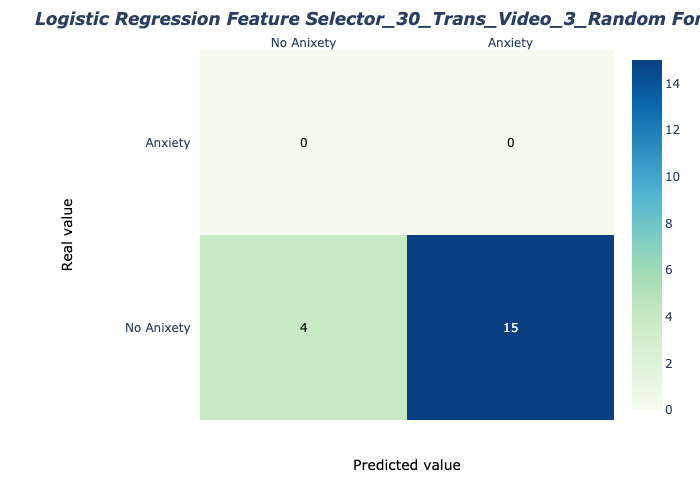 Logistic Regression Feature Selector_30_Trans_Video_3_Random For
No Anixety Anxiety
14
Anxiety 0 0
12
10
Real value
8
6
No Anixety 4 15
4
2
0
Predicted value